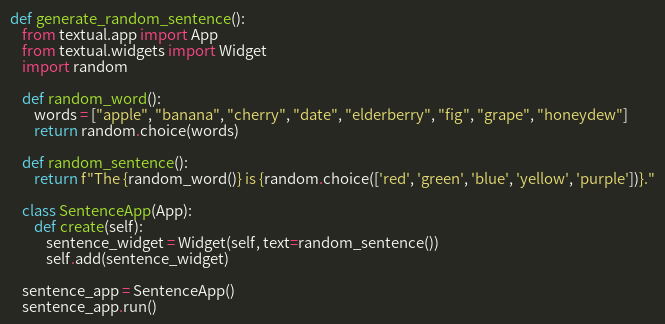 def generate_random_sentence():
    from textual.app import App
    from textual.widgets import Widget
    import random

    def random_word():
        words = ["apple", "banana", "cherry", "date", "elderberry", "fig", "grape", "honeydew"]
        return random.choice(words)

    def random_sentence():
        return f"The {random_word()} is {random.choice(['red', 'green', 'blue', 'yellow', 'purple'])}."

    class SentenceApp(App):
        def create(self):
            sentence_widget = Widget(self, text=random_sentence())
            self.add(sentence_widget)

    sentence_app = SentenceApp()
    sentence_app.run()